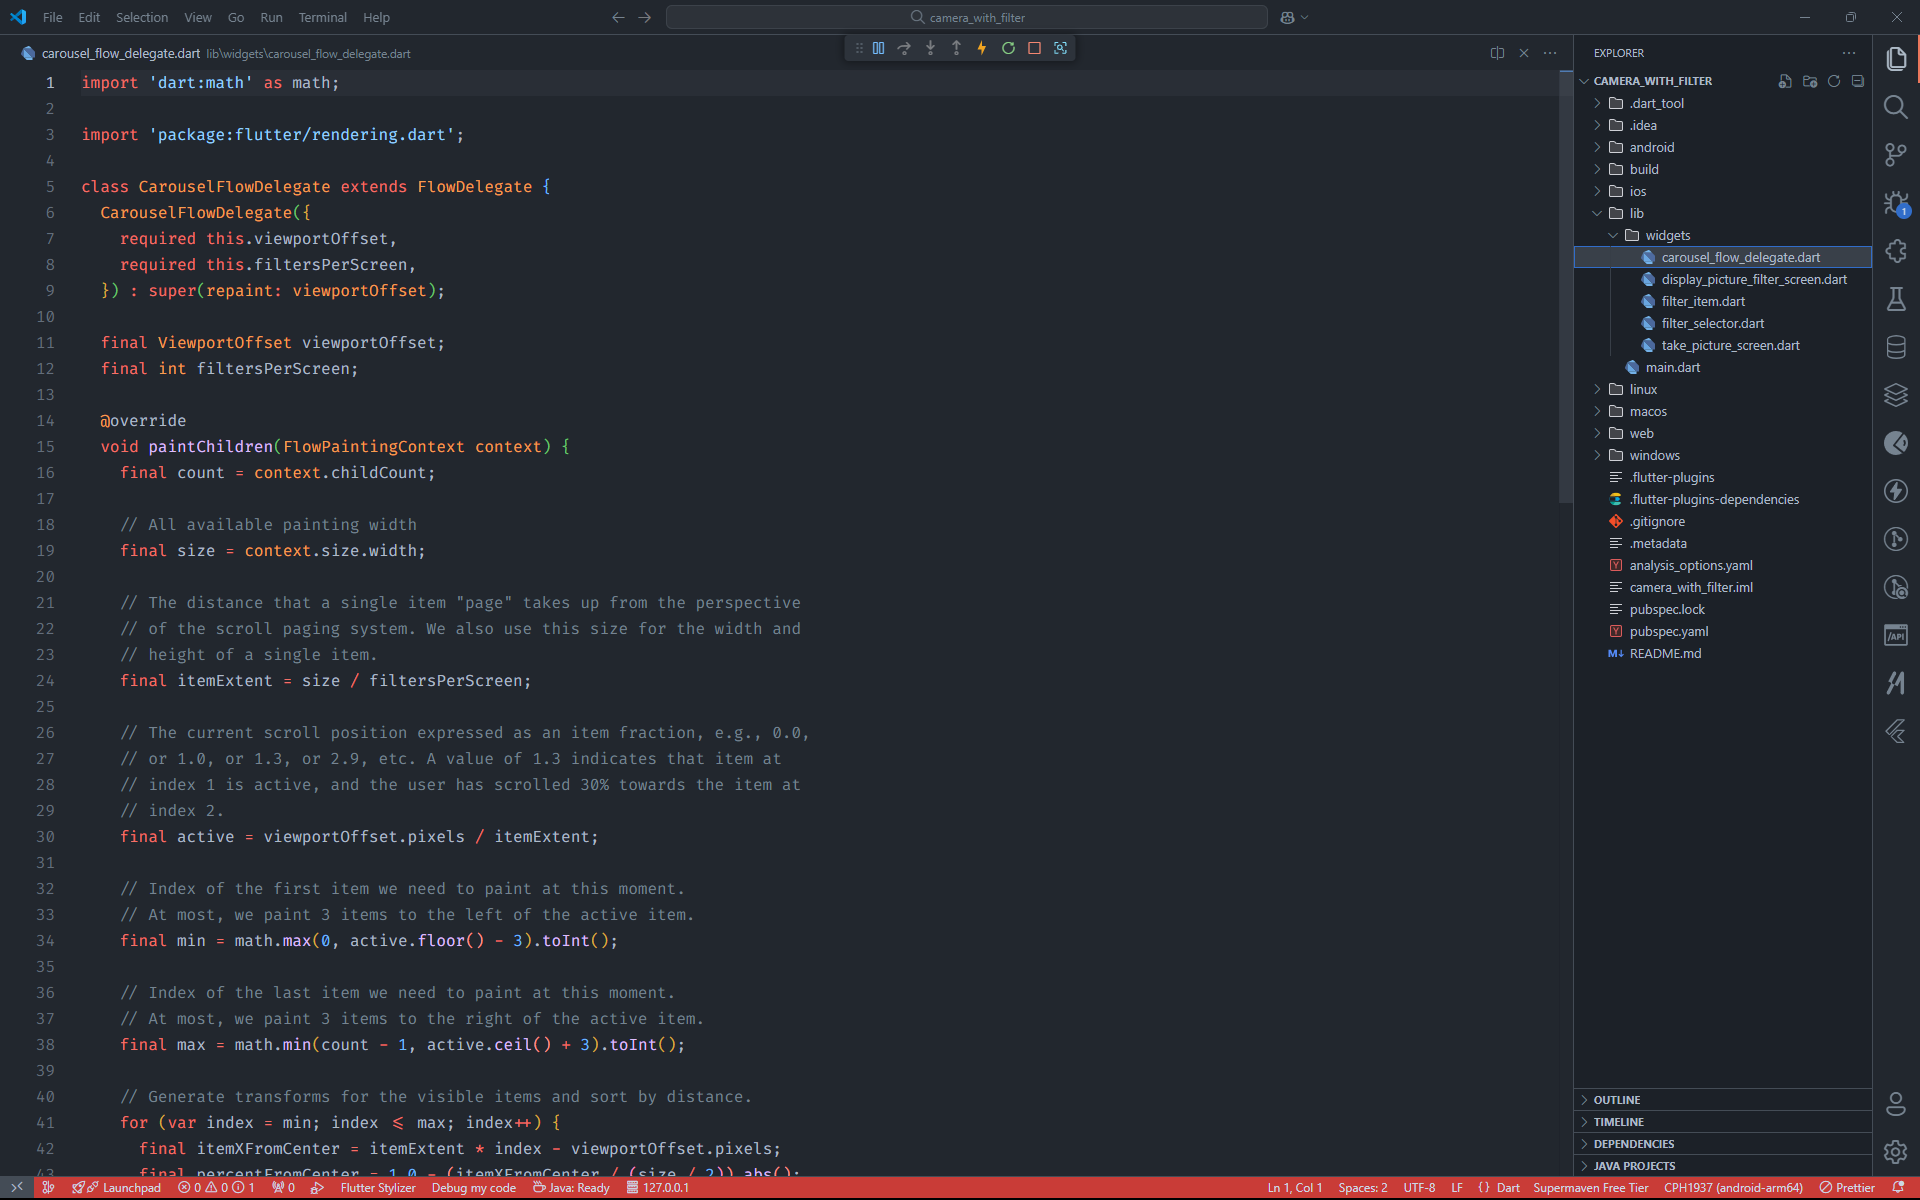 File Edit Selection View Go Run Terminal Help
camera_with_filter
carousel_flow_delegate.dart lib\widgets\carousel_flow_delegate.dart
1 import 'dart:math' as math;
2
3 import 'package:flutter/rendering.dart';
4
5 class CarouselFlowDelegate extends FlowDelegate {
6 CarouselFlowDelegate({
7 required this.viewportOffset,
8 required this.filtersPerScreen,
9 }) : super(repaint: viewportOffset);
10
11 final ViewportOffset viewportOffset;
12 final int filtersPerScreen;
13
14 @override
15 void paintChildren(FlowPaintingContext context) {
16 final count = context.childCount;
17
18 // All available painting width
19 final size = context.size.width;
20
21 // The distance that a single item "page" takes up from the perspective
22 // of the scroll paging system. We also use this size for the width and
23 // height of a single item.
24 final itemExtent = size / filtersPerScreen;
25
26 // The current scroll position expressed as an item fraction, e.g., 0.0,
27 // or 1.0, or 1.3, or 2.9, etc. A value of 1.3 indicates that item at
28 // index 1 is active, and the user has scrolled 30% towards the item at
29 // index 2.
30 final active = viewportOffset.pixels / itemExtent;
31
32 // Index of the first item we need to paint at this moment.
33 // At most, we paint 3 items to the left of the active item.
34 final min = math.max(0, active.floor() - 3).toInt();
35
36 // Index of the last item we need to paint at this moment.
37 // At most, we paint 3 items to the right of the active item.
38 final max = math.min(count - 1, active.ceil() + 3).toInt();
39
40 // Generate transforms for the visible items and sort by distance.
41 for (var index = min; index <= max; index++) {
42 final itemXFromCenter = itemExtent * index - viewportOffset.pixels;
43 final percentFromCenter = 1.0 - (itemXFromCenter / (size / 2)).abs();
EXPLORER
CAMERA_WITH_FILTER
.dart_tool
.idea
android
build
ios
lib
widgets
carousel_flow_delegate.dart
display_picture_filter_screen.dart
filter_item.dart
filter_selector.dart
take_picture_screen.dart
main.dart
linux
macos
web
windows
.flutter-plugins
.flutter-plugins-dependencies
.gitignore
.metadata
Y analysis_options.yaml
camera_with_filter.iml
pubspec.lock
Y pubspec.yaml
M↓ README.md
OUTLINE
TIMELINE
DEPENDENCIES
JAVA PROJECTS
1
/API
Launchpad 0 0 1 0 Flutter Stylizer Debug my code Java: Ready 127.0.0.1
Ln 1, Col 1 Spaces: 2 UTF-8 LF {} Dart Supermaven Free Tier CPH1937 (android-arm64) Prettier